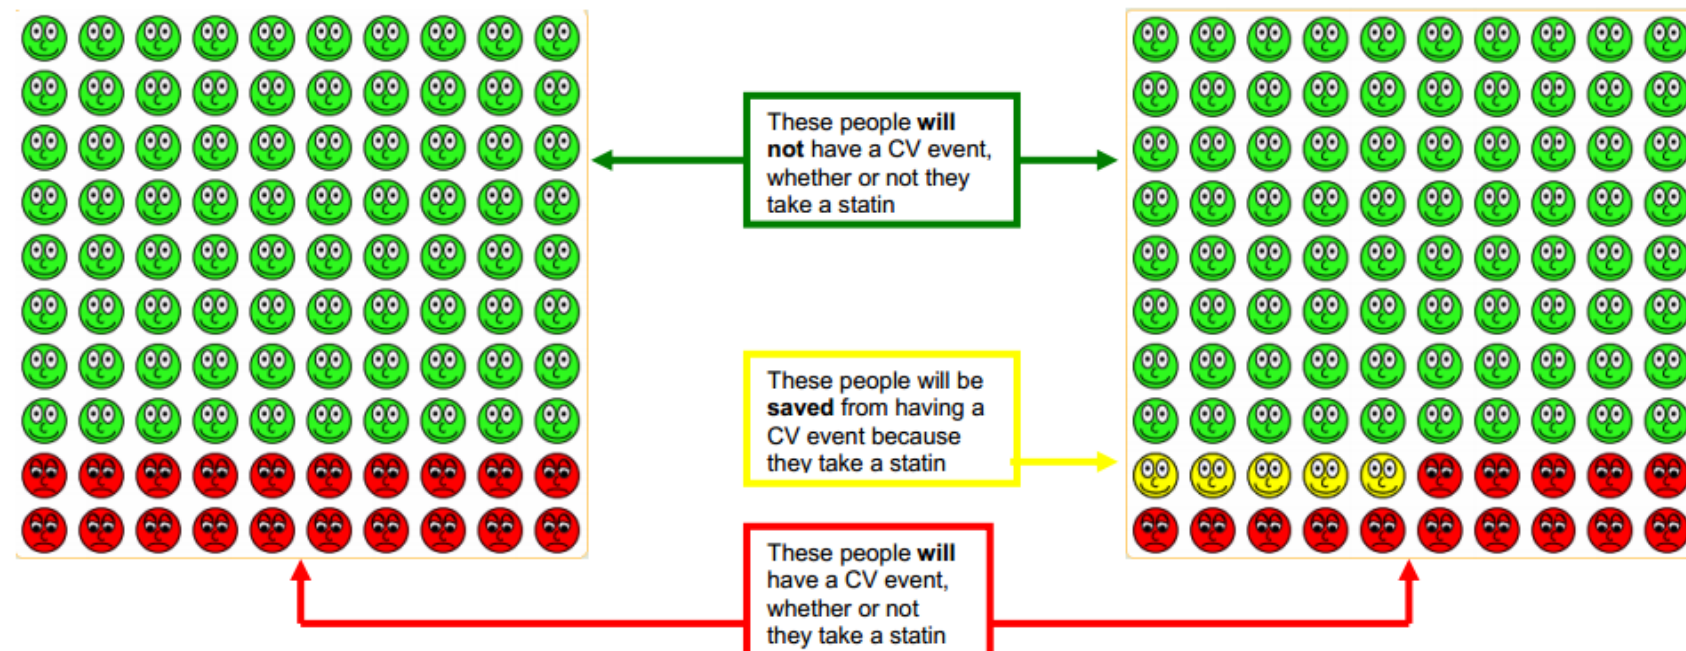 These people will
not have a CV event,
whether or not they
take a statin
These people will be
saved from having a
CV event because
they take a statin
These people will
have a CV event,
whether or not
they take a statin